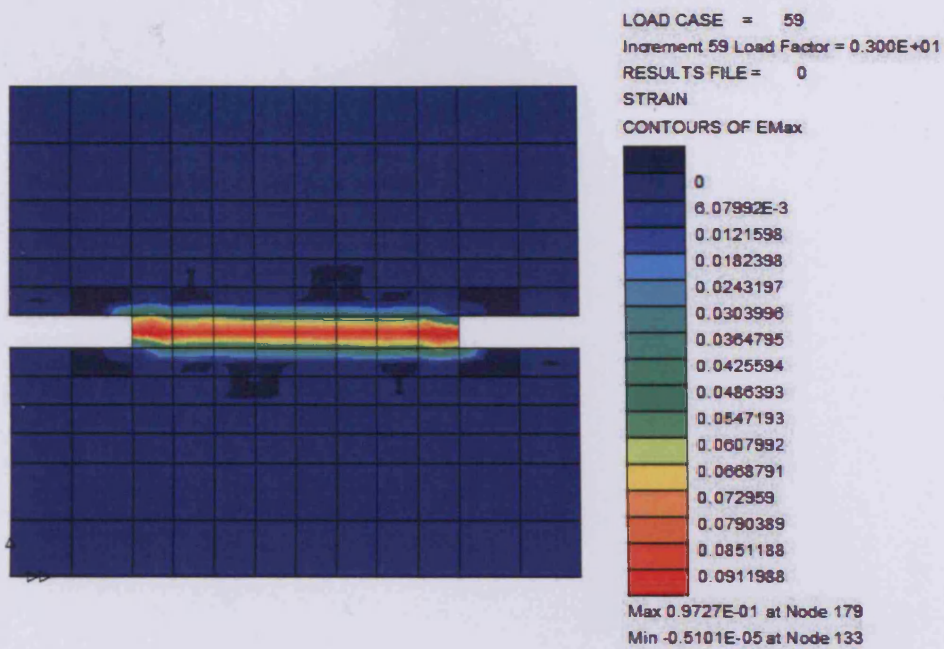 LOAD CASE = 59
Increment 59 Load Factor = 0.300E+01
RESULTS FILE = 0
STRAIN
CONTOURS OF EMax
0
6.07992E-3
0.0121598
0.0182398
0.0243197
0.0303996
0.0364795
0.0425594
0.0486393
0.0547193
0.0607992
0.0668791
0.072959
0.0790389
0.0851188
0.0911988
Max 0.9727E-01 at Node 179
Min -0.5101E-05 at Node 133